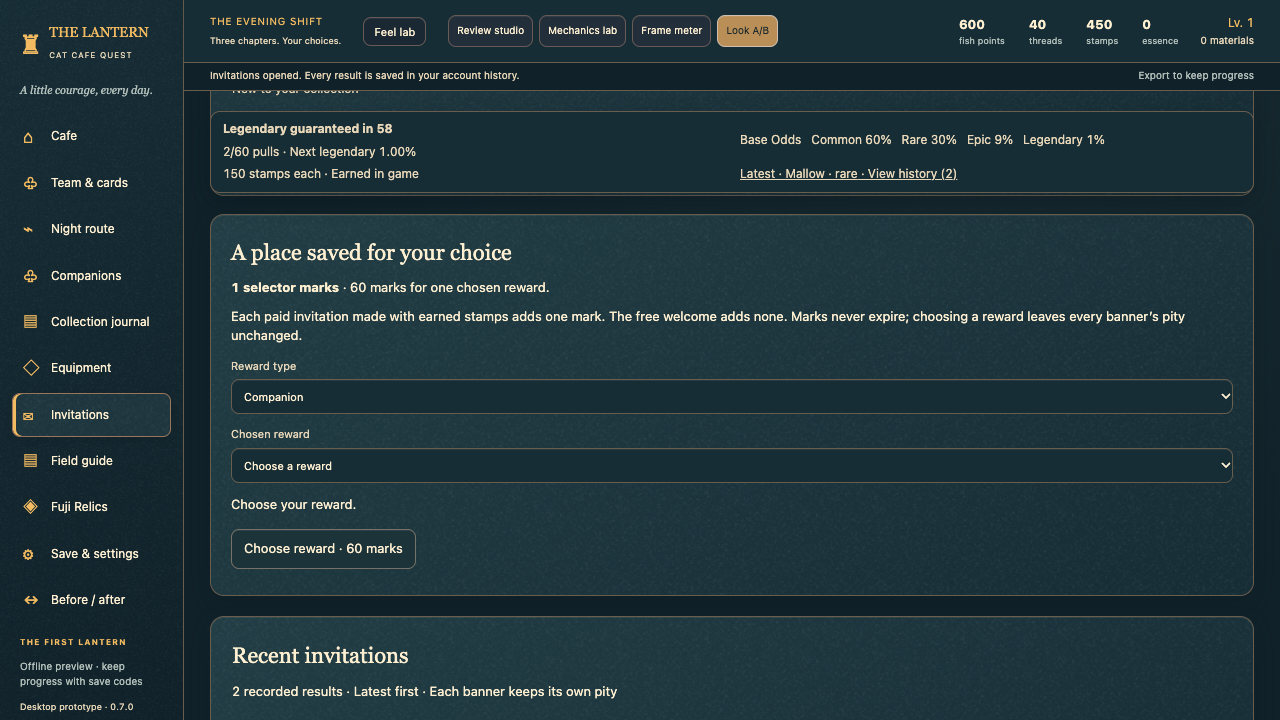 THE LANTERN
CAT CAFE QUEST
A little courage, every day.
Cafe
Team & cards
Night route
Companions
Collection journal
Equipment
Invitations
Field guide
Fuji Relics
Save & settings
Before / after
THE FIRST LANTERN
Offline preview · keep
progress with save codes
Desktop prototype · 0.7.0
THE EVENING SHIFT
Three chapters. Your choices.
Feel lab
Review studio
Mechanics lab
Frame meter
Look A/B
600
fish points
40
threads
450
stamps
0
essence
Lv. 1
0 materials
Invitations opened. Every result is saved in your account history.
Export to keep progress
New to your collection
Legendary guaranteed in 58
2/60 pulls · Next legendary 1.00%
150 stamps each · Earned in game
Base Odds Common 60% Rare 30% Epic 9% Legendary 1%
Latest · Mallow · rare · View history (2)
A place saved for your choice
1 selector marks · 60 marks for one chosen reward.
Each paid invitation made with earned stamps adds one mark. The free welcome adds none. Marks never expire; choosing a reward leaves every banner's pity
unchanged.
Reward type
Companion
Chosen reward
Choose a reward
Choose your reward.
Choose reward · 60 marks
Recent invitations
2 recorded results · Latest first · Each banner keeps its own pity